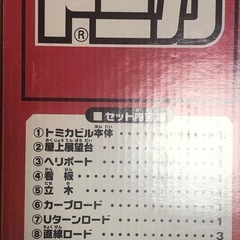 トミカ
®
セット内容
①トミカビル本体
②屋上展望台
③ヘリポート
④看板
⑤立木
⑥カーブロード
⑦Uターンロード 1
⑧直線ロード 3